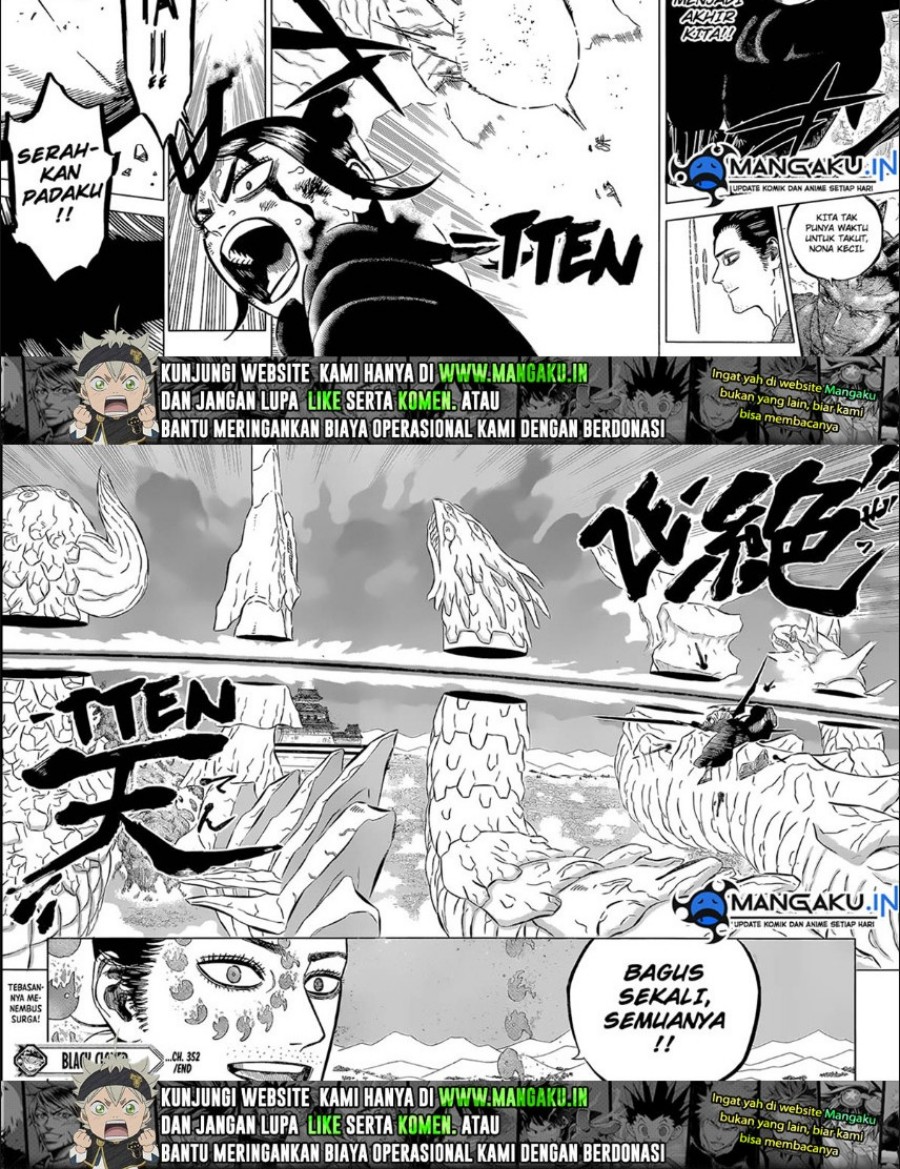 MENJADI
AKHIR
KITA!!
TA
!!
SERAH-
KAN
PADAKU
!!
-TTEN
MANGAKU.IN
UPDATE KOMIK DAN ANIME SETIAP HARI
KITA TAK
PUNYA WAKTU
UNTUK TAKUT,
NONA KECIL
KUNJUNGI WEBSITE KAMI HANYA DI WWW.MANGAKU.IN
DAN JANGAN LUPA LIKE SERTA KOMEN. ATAU
BANTU MERINGANKAN BIAYA OPERASIONAL KAMI DENGAN BERDONASI
Ingat yah di website Mangaku
bukan yang lain, biar kami
bisa membacanya
絶
ぜっ
-TTEN
天
てん
MANGAKU.IN
UPDATE KOMIK DAN ANIME SETIAP HARI
TEBASAN-
NYA ME-
NEMBUS
SURGA!
BAGUS
SEKALI,
SEMUANYA
!!
BLACK CLOVER
...CH. 352
/END
KUNJUNGI WEBSITE KAMI HANYA DI WWW.MANGAKU.IN
DAN JANGAN LUPA LIKE SERTA KOMEN. ATAU
BANTU MERINGANKAN BIAYA OPERASIONAL KAMI DENGAN BERDONASI
Ingat yah di website Mangaku
bukan yang lain, biar kami
bisa membacanya